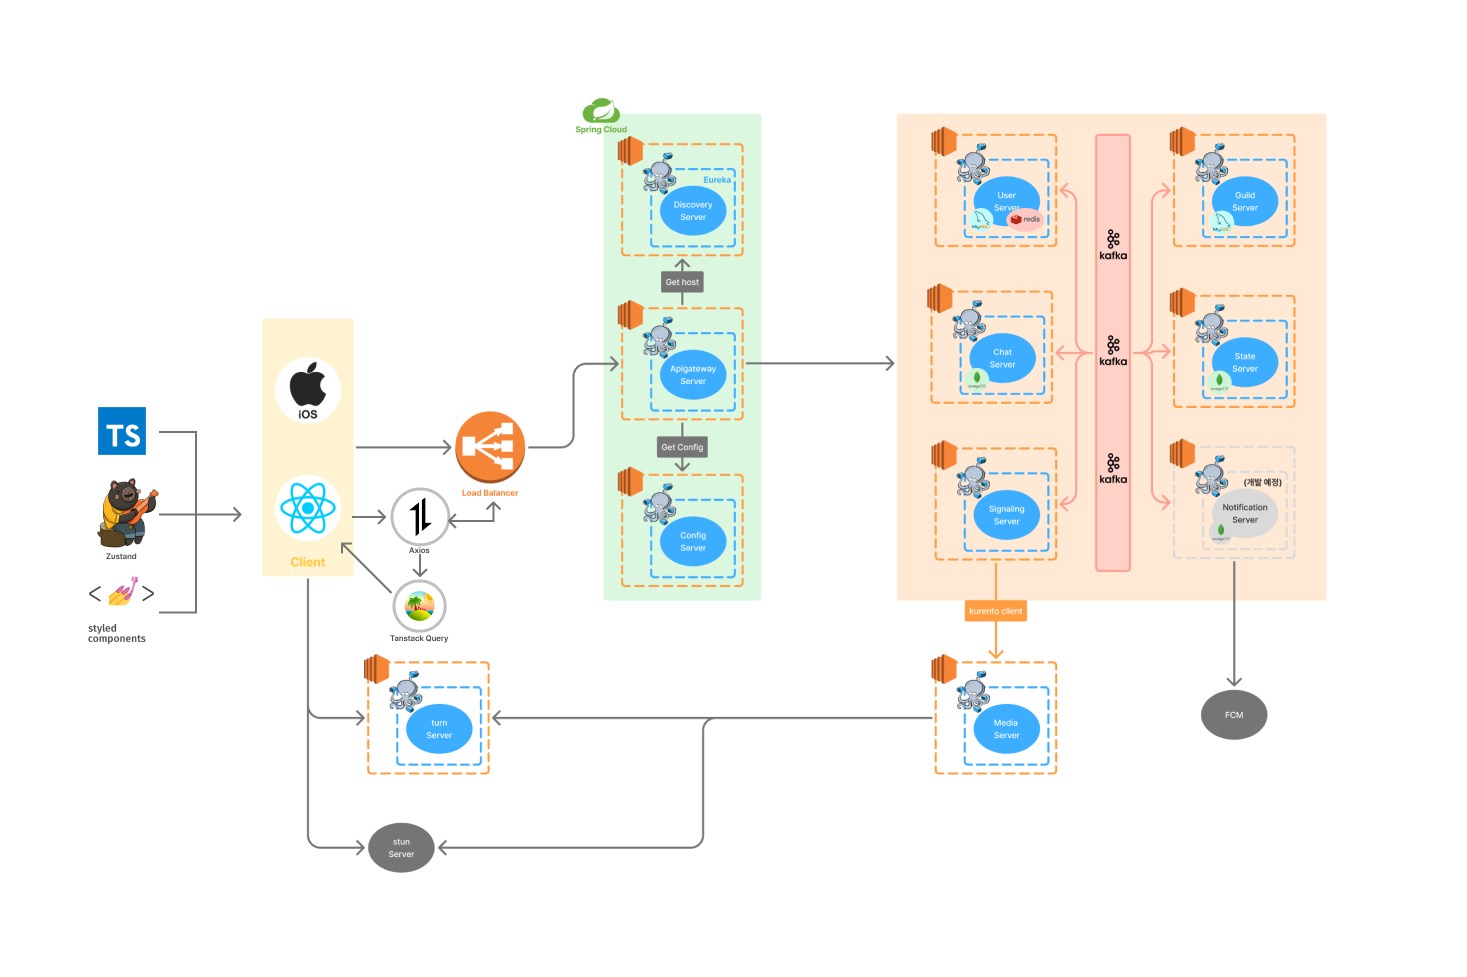 Spring Cloud
Eureka
Discovery
Server
Get host
Apigateway
Server
Get Config
Config
Server
User
Server
redis
Guild
Server
kafka
Chat
Server
kafka
State
Server
Signaling
Server
kafka
(개발 예정)
Notification
Server
kurento client
Media
Server
FCM
iOS
Client
TS
Zustand
styled
components
Load Balancer
Axios
Tanstack Query
turn
Server
stun
Server